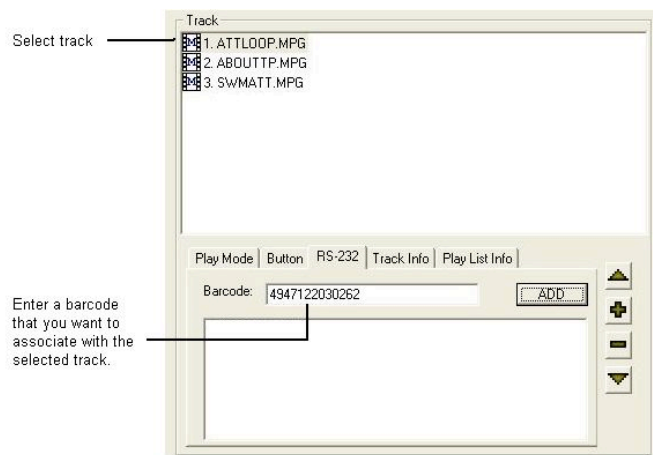 Track
Select track
1. ATTLOOP.MPG
2. ABOUTTP.MPG
3. SWMATT.MPG
Play Mode Button RS-232 Track Info Play List Info
Barcode: 4947122030262 ADD
Enter a barcode
that you want to
associate with the
selected track.